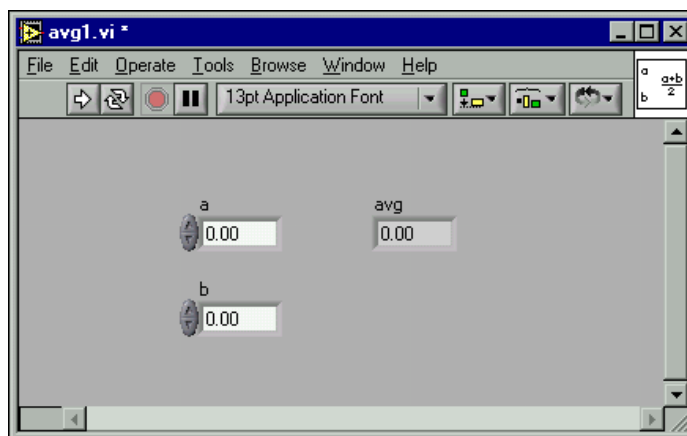 avg1.vi *
File Edit Operate Tools Browse Window Help
13pt Application Font
a
b
a+b
2
a
0.00
avg
0.00
b
0.00